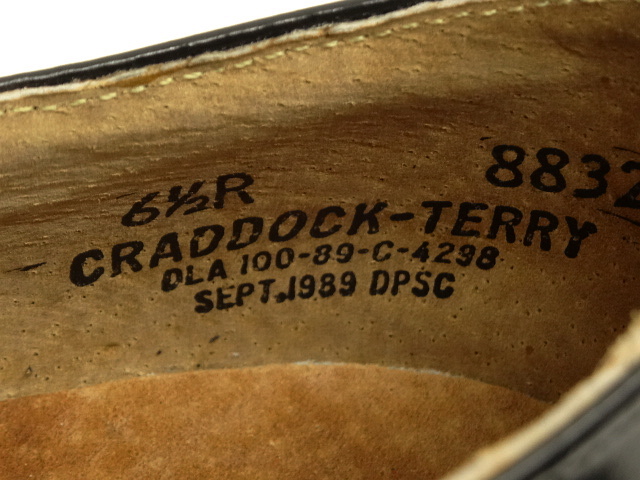 6½R 8832
CRADDOCK-TERRY
DLA 100-89-C-4298
SEPT.1989 DPSC